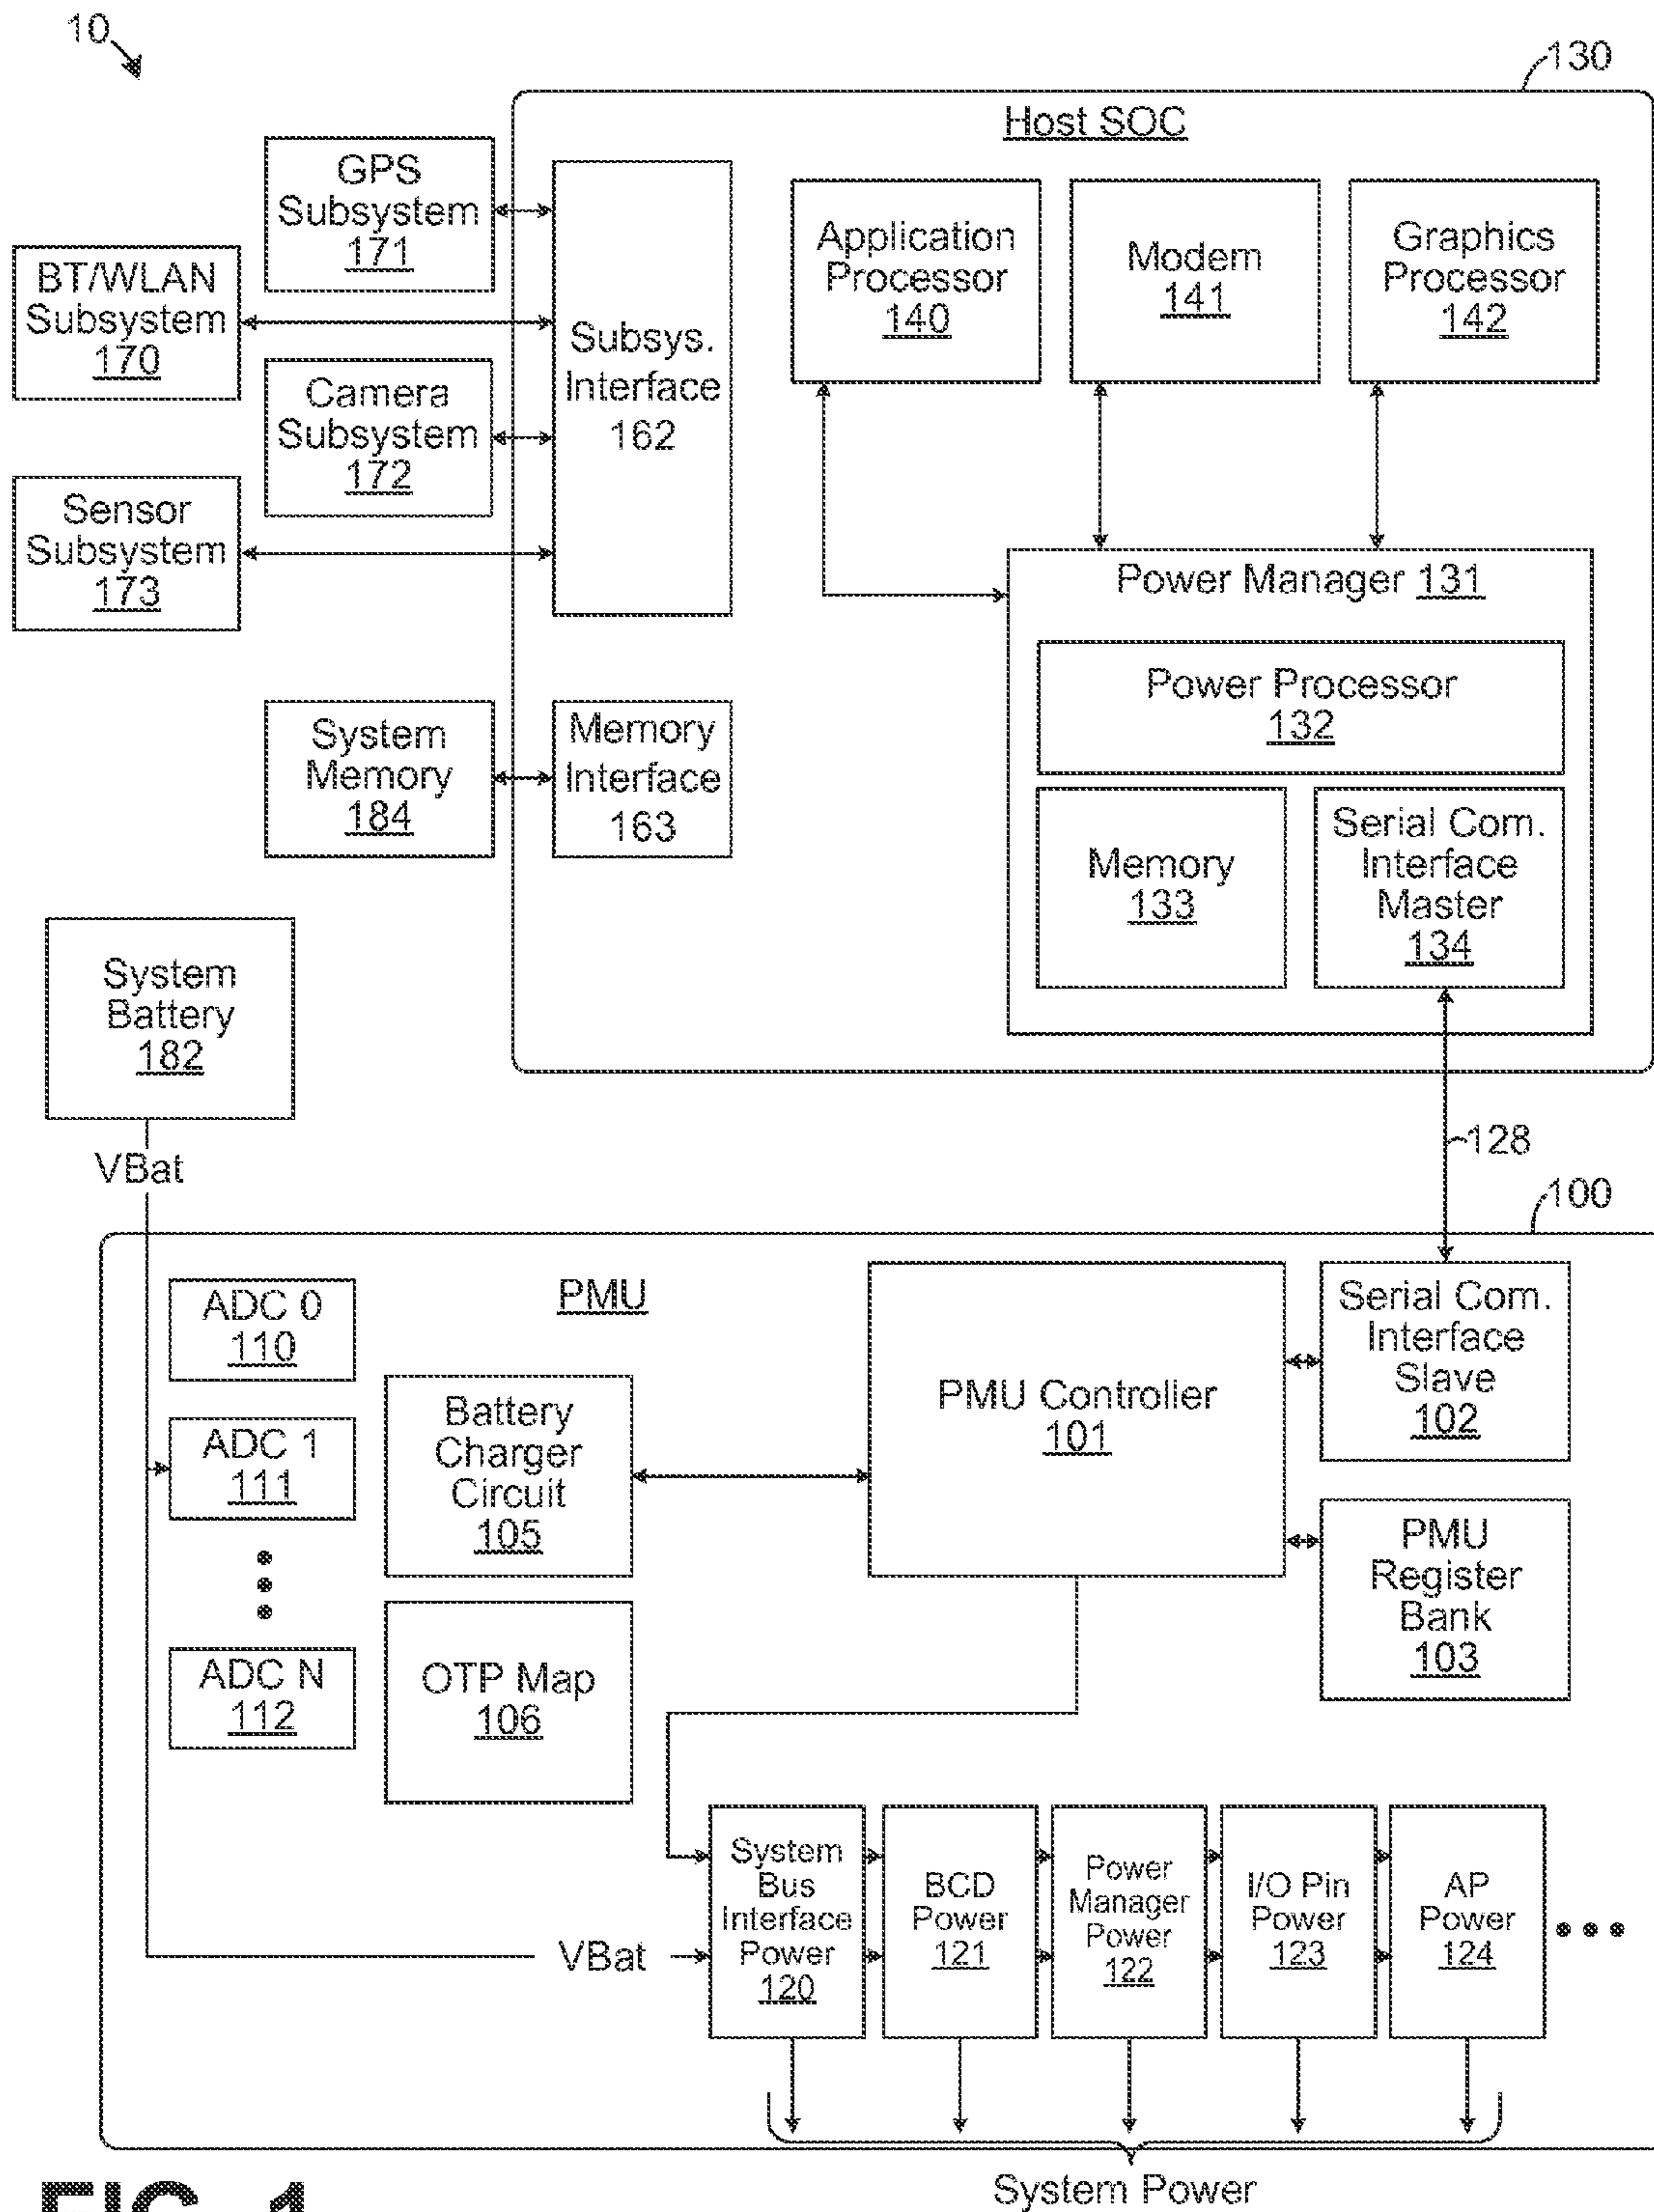 10
130
Host SOC
GPS
Subsystem
171
BT/WLAN
Subsystem
170
Camera
Subsystem
172
Sensor
Subsystem
173
Subsys.
Interface
162
Application
Processor
140
Modem
141
Graphics
Processor
142
Power Manager 131
Power Processor
132
Memory
133
Serial Com.
Interface
Master
134
System
Memory
184
Memory
Interface
163
System
Battery
182
VBat
128
100
PMU
ADC 0
110
ADC 1
111
ADC N
112
Battery
Charger
Circuit
105
OTP Map
106
PMU Controller
101
Serial Com.
Interface
Slave
102
PMU
Register
Bank
103
VBat
System
Bus
Interface
Power
120
BCD
Power
121
Power
Manager
Power
122
I/O Pin
Power
123
AP
Power
124
System Power
FIG. 1